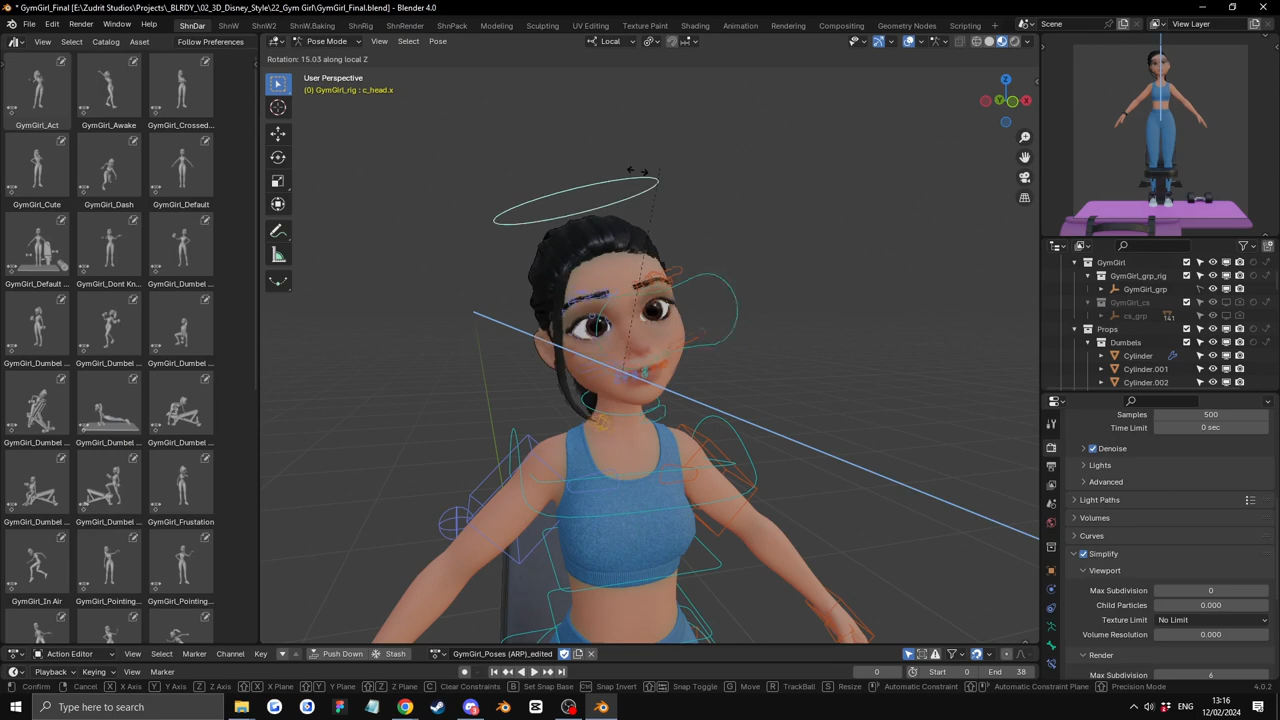 * GymGirl_Final [E:\Zudrit Studios\Projects\_BLRDY\_02_3D_Disney_Style\22_Gym Girl\GymGirl_Final.blend] - Blender 4.0
File Edit Render Window Help
ShnDar ShnW ShnW2 ShnW.Baking ShnRig ShnRender ShnPack Modeling Sculpting UV Editing Texture Paint Shading Animation Rendering Compositing Geometry Nodes Scripting
Scene
View Layer
View Select Catalog Asset
Follow Preferences
Pose Mode View Select Pose
Local
Rotation: 15.03 along local Z
User Perspective
(0) GymGirl_rig : c_head.x
Z
Y
X
GymGirl_Act GymGirl_Awake GymGirl_Crossed...
GymGirl_Cute GymGirl_Dash GymGirl_Default
GymGirl_Default ... GymGirl_Dont Kn... GymGirl_Dumbel ...
GymGirl_Dumbel ... GymGirl_Dumbel ... GymGirl_Dumbel ...
GymGirl_Dumbel ... GymGirl_Dumbel ... GymGirl_Dumbel ...
GymGirl_Dumbel ... GymGirl_Dumbel ... GymGirl_Frustation
GymGirl_In Air GymGirl_Pointing... GymGirl_Pointing...
GymGirl
GymGirl_grp_rig
GymGirl_grp
GymGirl_cs
cs_grp
141
Props
Dumbels
Cylinder
Cylinder.001
Cylinder.002
Samples 500
Time Limit 0 sec
Denoise
Lights
Advanced
Light Paths
Volumes
Curves
Simplify
Viewport
Max Subdivision 0
Child Particles 0.000
Texture Limit No Limit
Volume Resolution 0.000
Render
Max Subdivision 6
Action Editor View Select Marker Channel Key
Push Down
Stash
GymGirl_Poses (ARP)_edited
Playback Keying View Marker
0
Start 0 End 38
Confirm Cancel X X Axis Y Y Axis Z Z Axis X X Plane Y Y Plane Z Z Plane C Clear Constraints B Set Snap Base Snap Invert Snap Toggle G Move R TrackBall S Resize Automatic Constraint Automatic Constraint Plane Precision Mode
4.0.2
Type here to search
ENG
13:16
12/02/2024